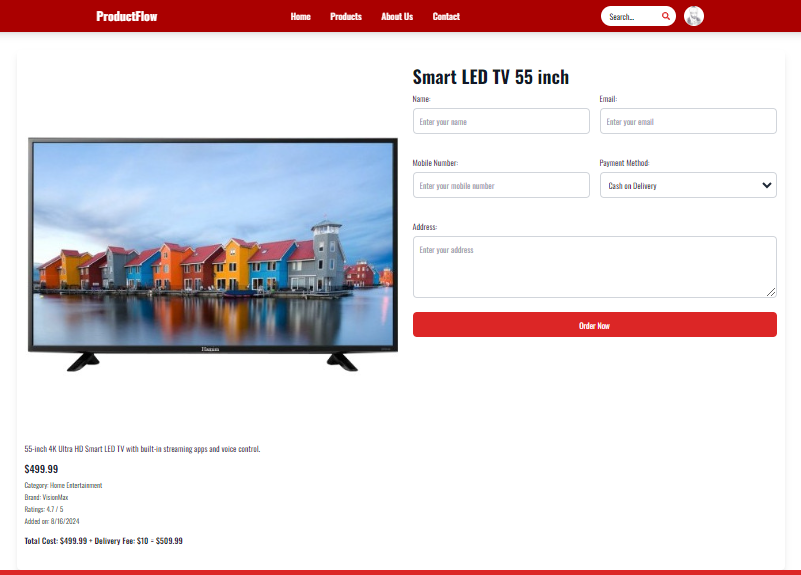 ProductFlow
Home Products About Us Contact
Search...
Smart LED TV 55 inch
Name:
Email:
Enter your name
Enter your email
Mobile Number:
Payment Method:
Enter your mobile number
Cash on Delivery
Address:
Enter your address
Order Now
55-inch 4K Ultra HD Smart LED TV with built-in streaming apps and voice control.
$499.99
Category: Home Entertainment
Brand: VisionMax
Ratings: 4.7 / 5
Added on: 8/16/2024
Total Cost: $499.99 + Delivery Fee: $10 = $509.99